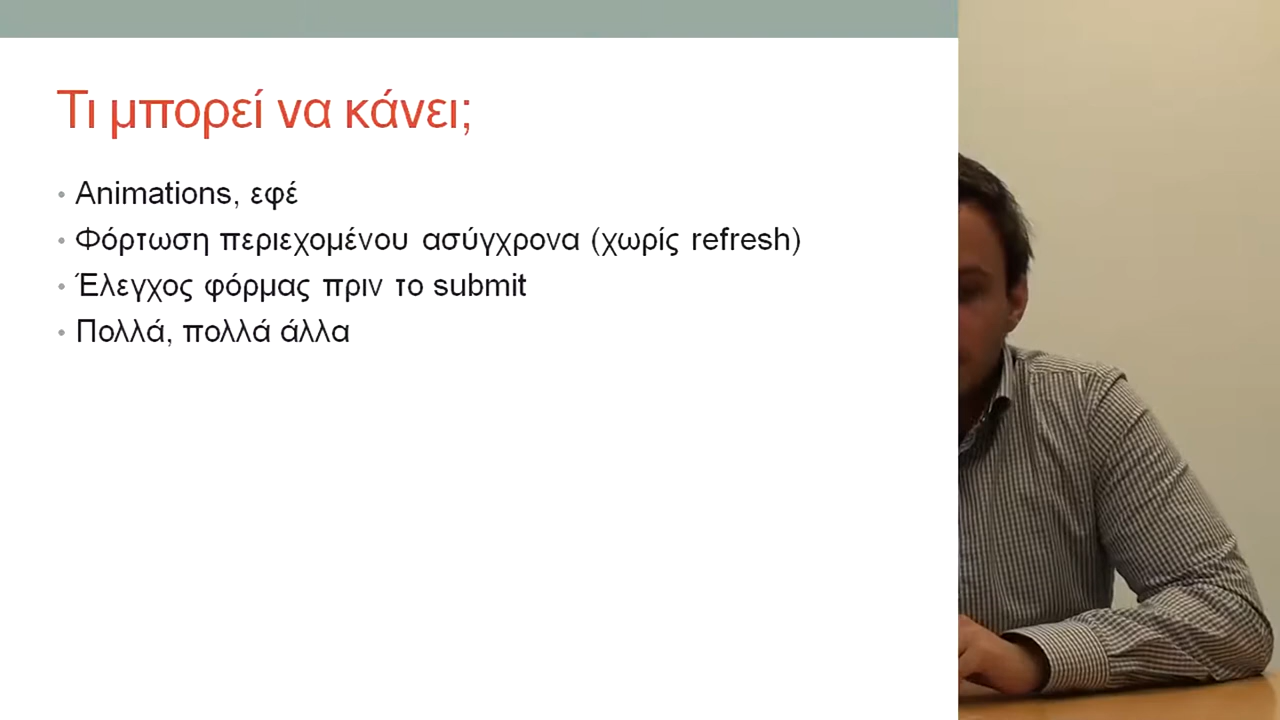 Τι μπορεί να κάνει;
• Animations, εφέ
• Φόρτωση περιεχομένου ασύγχρονα (χωρίς refresh)
• Έλεγχος φόρμας πριν το submit
• Πολλά, πολλά άλλα